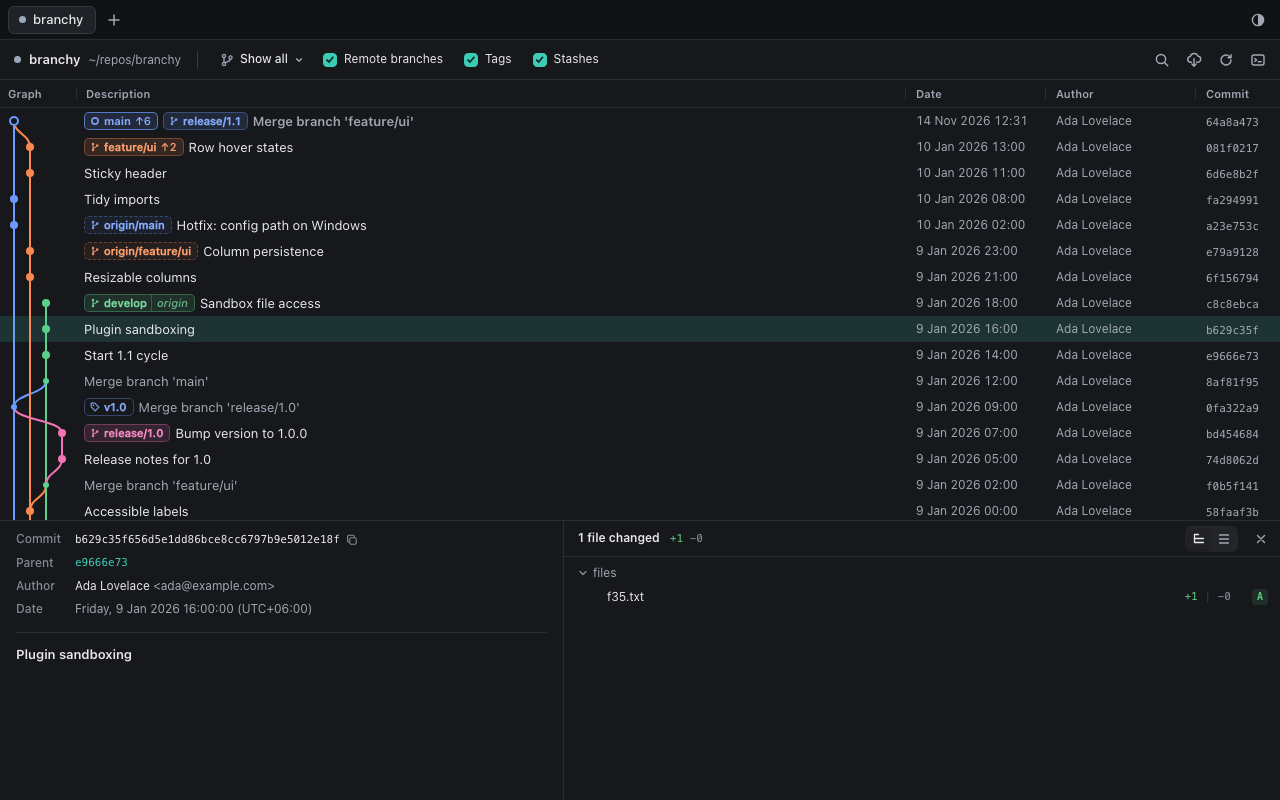 branchy
branchy ~/repos/branchy Show all Remote branches Tags Stashes
Graph Description Date Author Commit
main ↑6 release/1.1 Merge branch 'feature/ui' 14 Nov 2026 12:31 Ada Lovelace 64a8a473
feature/ui ↑2 Row hover states 10 Jan 2026 13:00 Ada Lovelace 081f0217
Sticky header 10 Jan 2026 11:00 Ada Lovelace 6d6e8b2f
Tidy imports 10 Jan 2026 08:00 Ada Lovelace fa294991
origin/main Hotfix: config path on Windows 10 Jan 2026 02:00 Ada Lovelace a23e753c
origin/feature/ui Column persistence 9 Jan 2026 23:00 Ada Lovelace e79a9128
Resizable columns 9 Jan 2026 21:00 Ada Lovelace 6f156794
develop origin Sandbox file access 9 Jan 2026 18:00 Ada Lovelace c8c8ebca
Plugin sandboxing 9 Jan 2026 16:00 Ada Lovelace b629c35f
Start 1.1 cycle 9 Jan 2026 14:00 Ada Lovelace e9666e73
Merge branch 'main' 9 Jan 2026 12:00 Ada Lovelace 8af81f95
v1.0 Merge branch 'release/1.0' 9 Jan 2026 09:00 Ada Lovelace 0fa322a9
release/1.0 Bump version to 1.0.0 9 Jan 2026 07:00 Ada Lovelace bd454684
Release notes for 1.0 9 Jan 2026 05:00 Ada Lovelace 74d8062d
Merge branch 'feature/ui' 9 Jan 2026 02:00 Ada Lovelace f0b5f141
Accessible labels 9 Jan 2026 00:00 Ada Lovelace 58faaf3b
Commit b629c35f656d5e1dd86bce8cc6797b9e5012e18f
Parent e9666e73
Author Ada Lovelace <ada@example.com>
Date Friday, 9 Jan 2026 16:00:00 (UTC+06:00)
Plugin sandboxing
1 file changed +1 −0
files
f35.txt +1 | −0 A